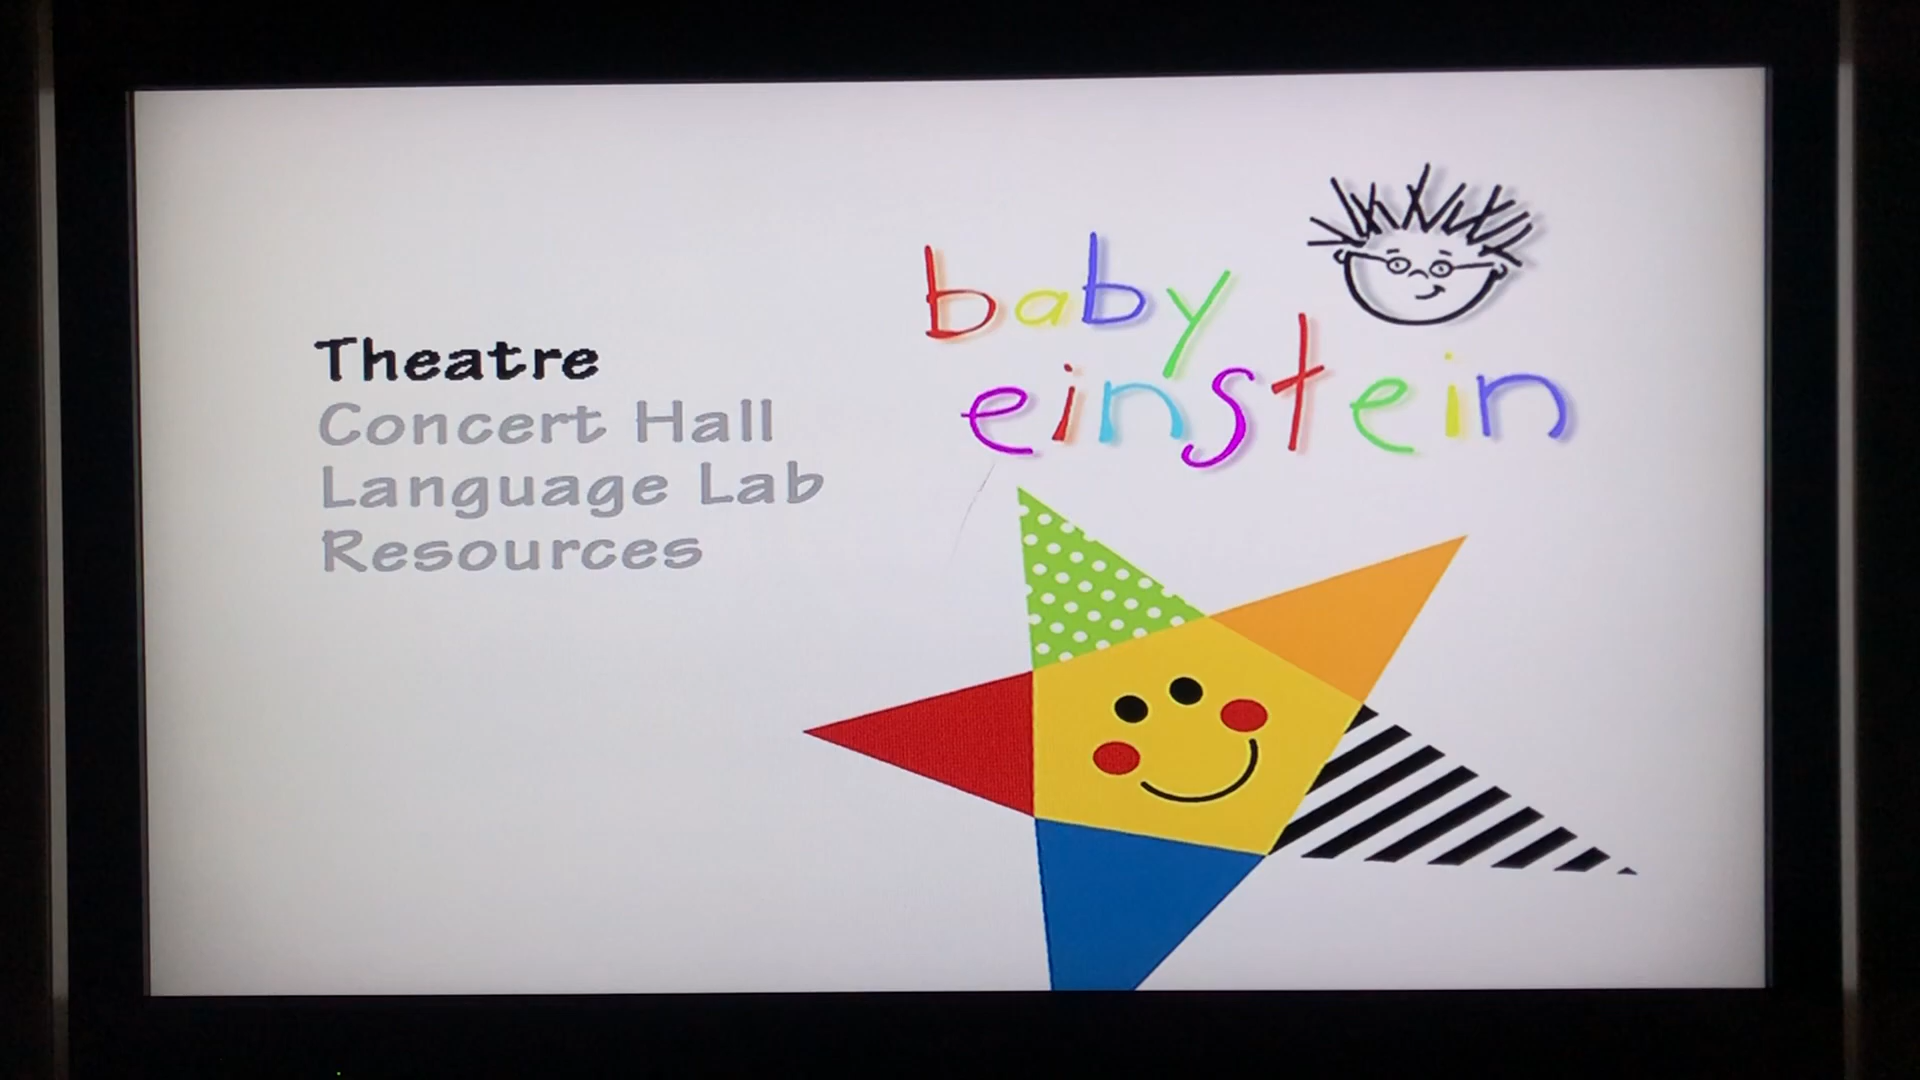 Theatre
Concert Hall
Language Lab
Resources
baby
einstein